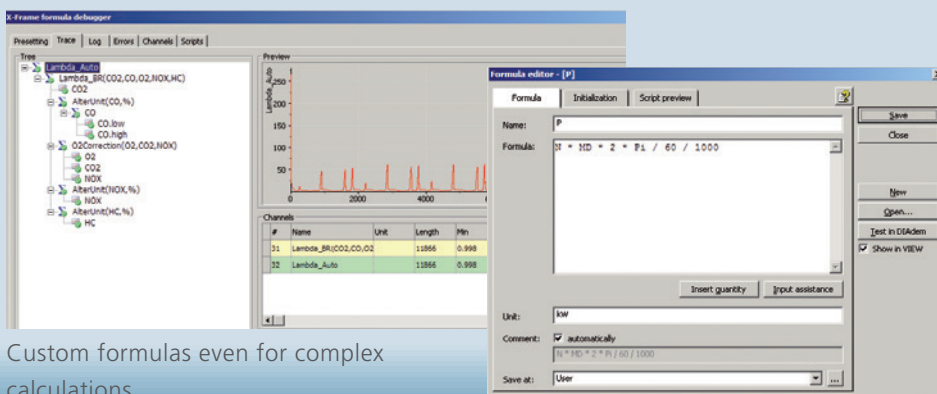 X-Frame formula debugger
Presetting Trace Log Errors Channels Scripts
Tree
Lambda_Auto
Lambda_BR(CO2,CO,O2,NOX,HC)
CO2
AlterUnit(CO,%)
CO
CO.low
CO.high
O2Correction(O2,CO2,NOX)
O2
CO2
NOX
AlterUnit(NOX,%)
NOX
AlterUnit(HC,%)
HC
Preview
Lambda_Auto
250
200
150
100
50
0 2000 4000
Channels
# Name Unit Length Min
31 Lambda_BR(CO2,CO,O2 11866 0.998
32 Lambda_Auto 11866 0.998
Formula editor - [P]
Formula Initialization Script preview
Name: P
Formula: N * MD * 2 * Pi / 60 / 1000
Insert quantity Input assistance
Unit: kW
Comment: automatically
N * MD * 2 * Pi / 60 / 1000
Save at: User ...
Save
Close
New
Open...
Test in DIAdem
Show in VIEW
Custom formulas even for complex
calculations